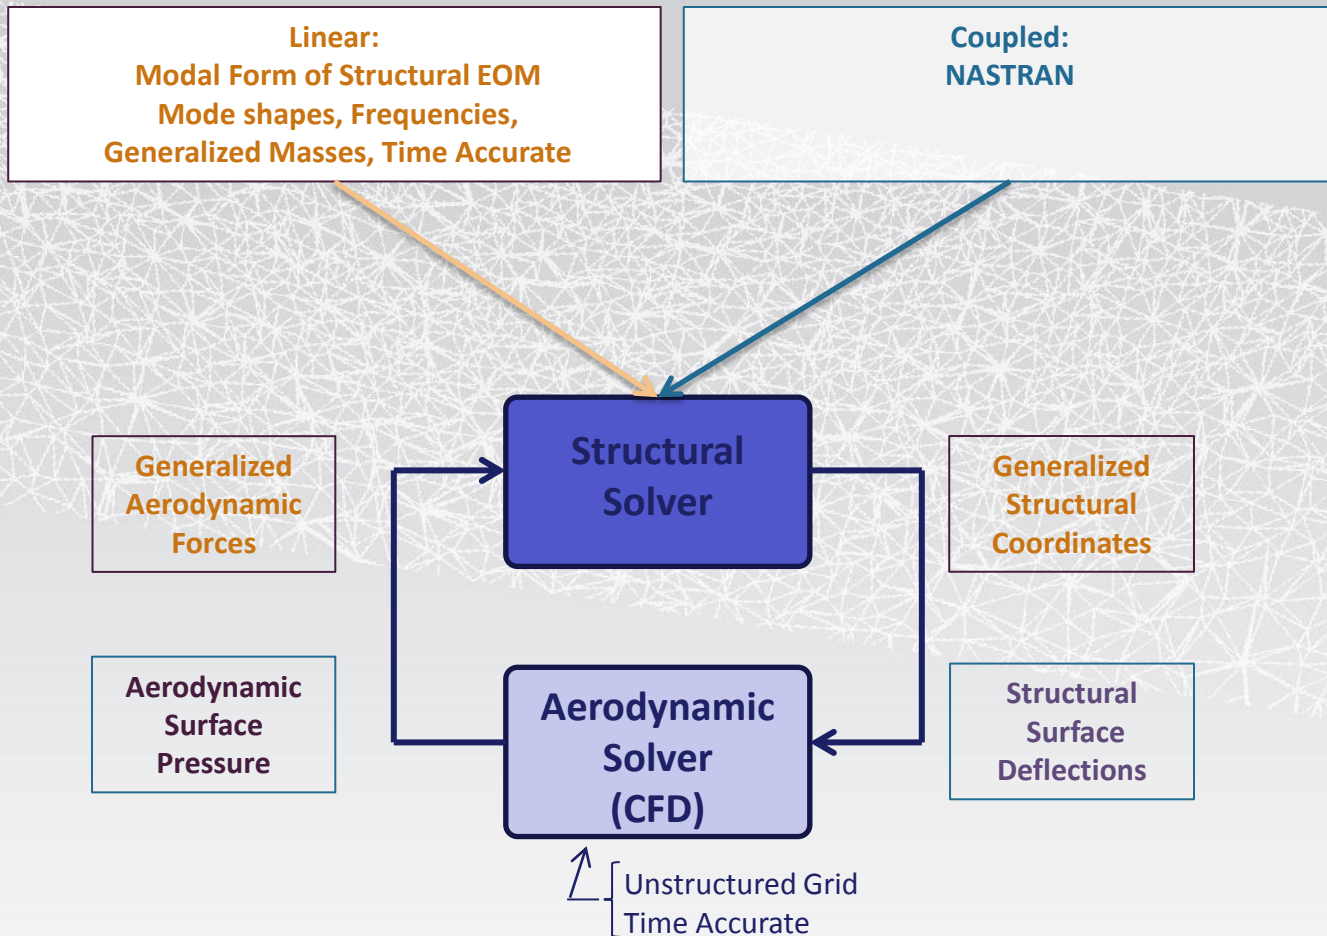 Linear:
Modal Form of Structural EOM
Mode shapes, Frequencies,
Generalized Masses, Time Accurate
Coupled:
NASTRAN
Structural
Solver
Generalized
Aerodynamic
Forces
Generalized
Structural
Coordinates
Aerodynamic
Surface
Pressure
Aerodynamic
Solver
(CFD)
Structural
Surface
Deflections
Unstructured Grid
Time Accurate